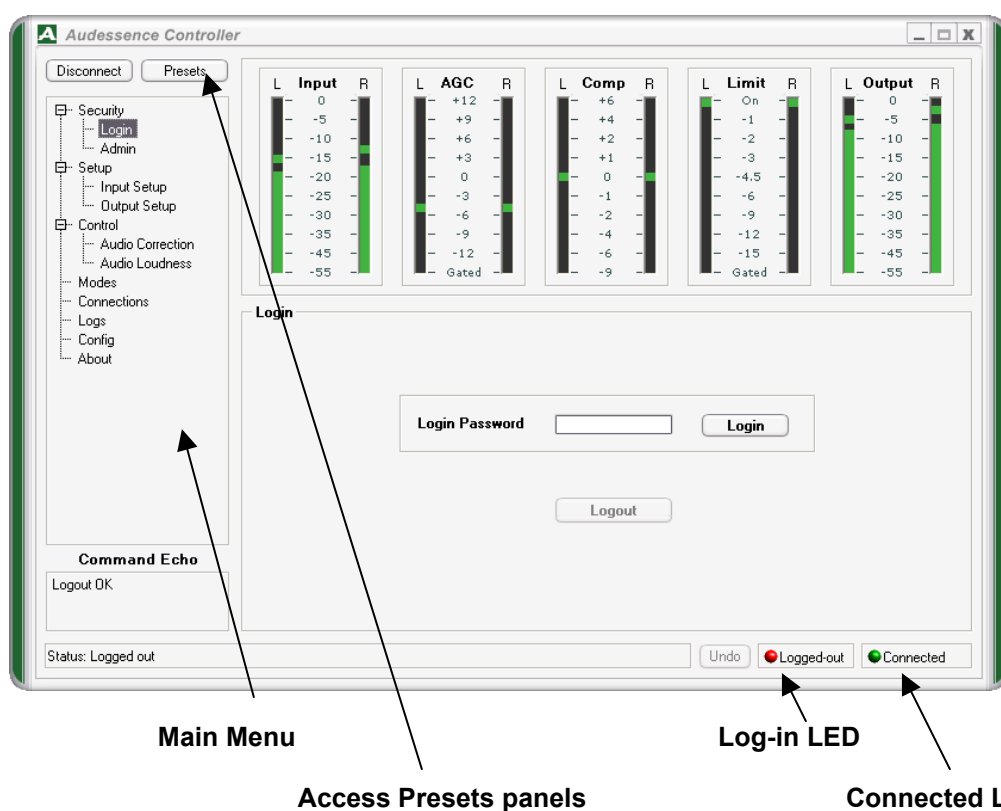 Audessence Controller
Disconnect Presets
Security
Login
Admin
Setup
Input Setup
Output Setup
Control
Audio Correction
Audio Loudness
Modes
Connections
Logs
Config
About
Command Echo
Logout OK
L Input R
0
-5
-10
-15
-20
-25
-30
-35
-45
-55
L AGC R
+12
+9
+6
+3
0
-3
-6
-9
-12
Gated
L Comp R
+6
+4
+2
+1
0
-1
-2
-4
-6
-9
L Limit R
On
-1
-2
-3
-4.5
-6
-9
-12
-15
Gated
L Output R
0
-5
-10
-15
-20
-25
-30
-35
-45
-55
Login
Login Password Login
Logout
Status: Logged out Undo Logged-out Connected
Main Menu Log-in LED
Access Presets panels Connected L